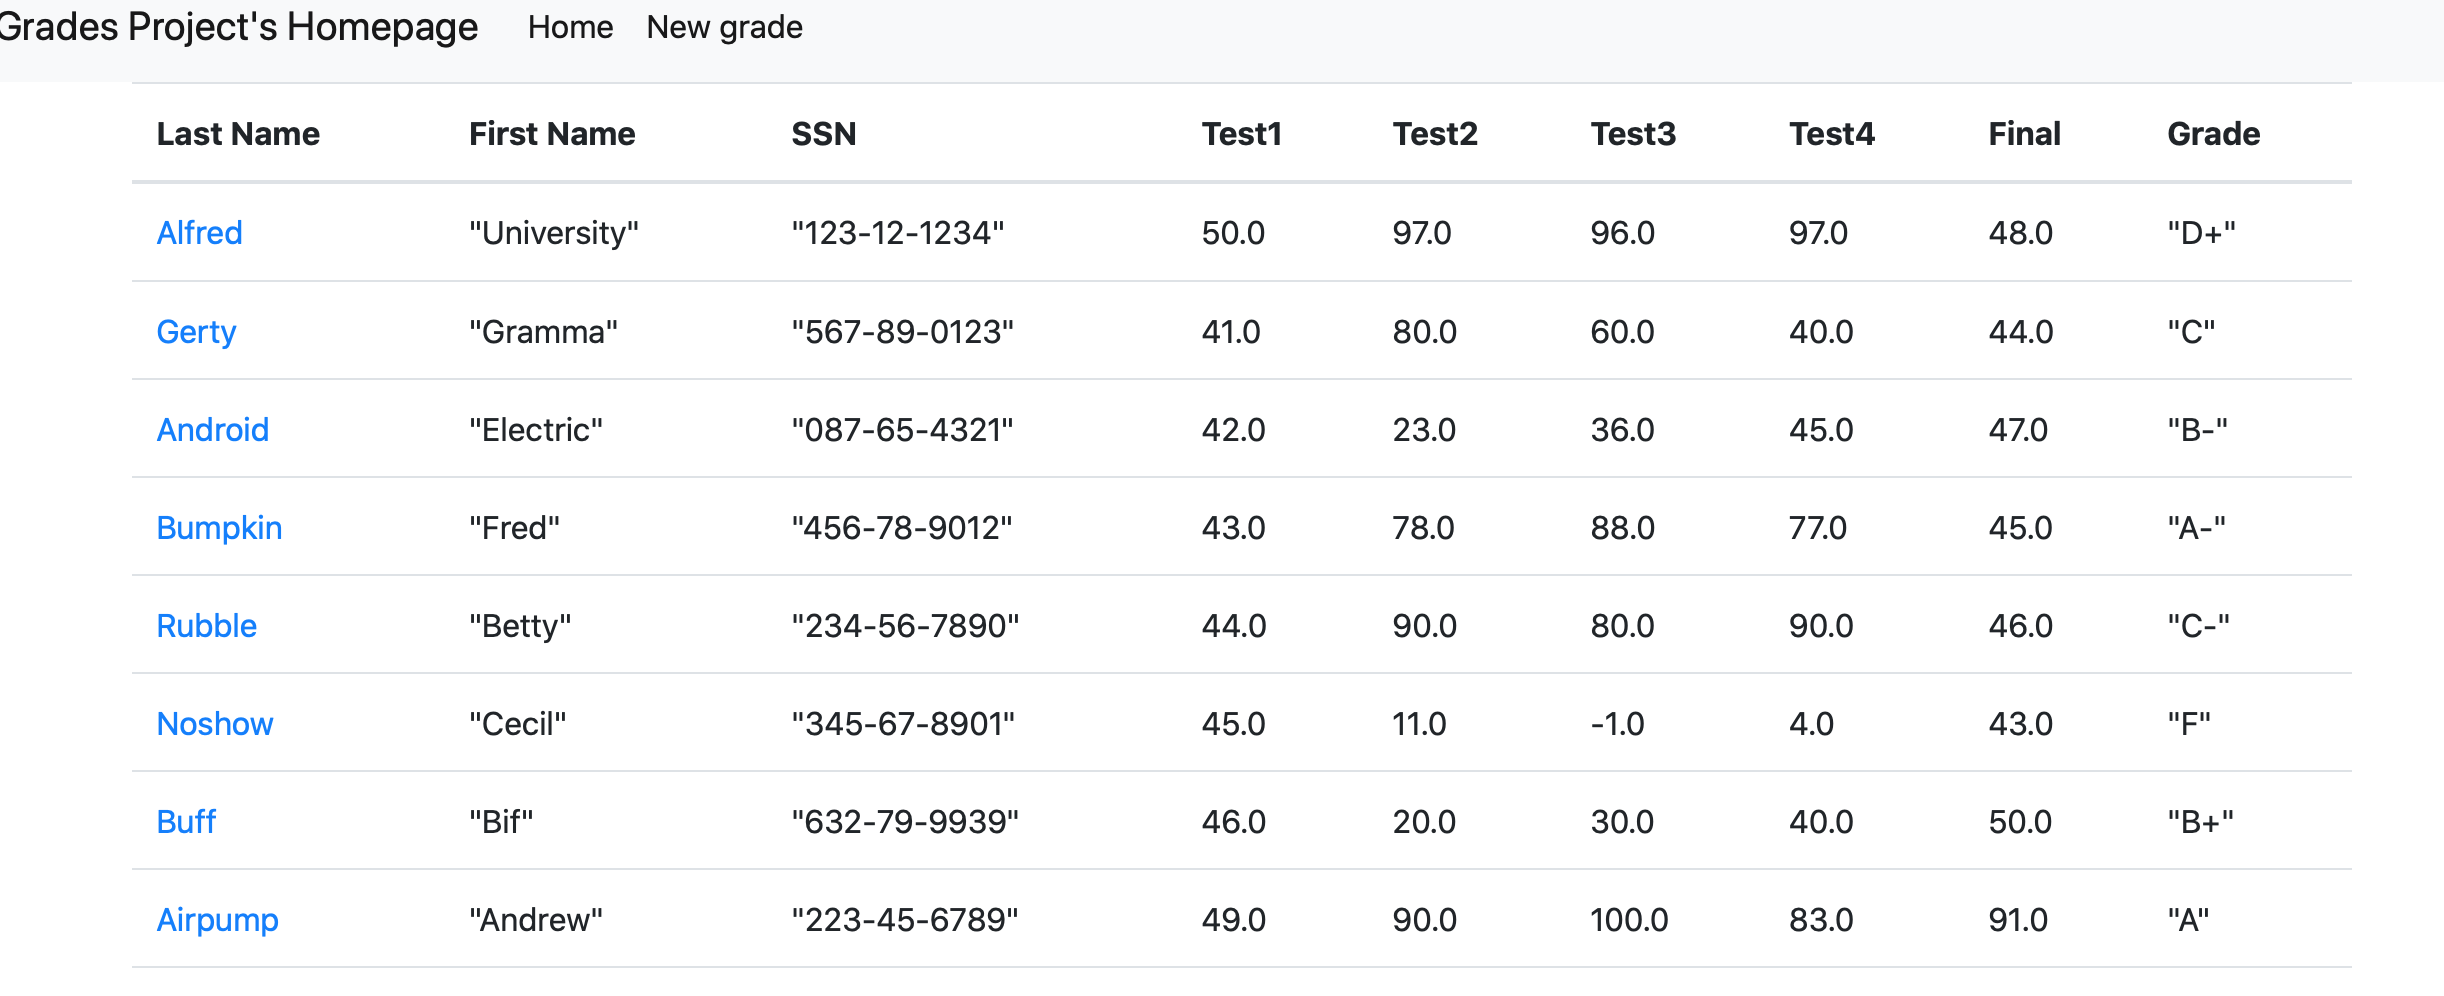 Grades Project's Homepage Home New grade
Last Name First Name SSN Test1 Test2 Test3 Test4 Final Grade
Alfred "University" "123-12-1234" 50.0 97.0 96.0 97.0 48.0 "D+"
Gerty "Gramma" "567-89-0123" 41.0 80.0 60.0 40.0 44.0 "C"
Android "Electric" "087-65-4321" 42.0 23.0 36.0 45.0 47.0 "B-"
Bumpkin "Fred" "456-78-9012" 43.0 78.0 88.0 77.0 45.0 "A-"
Rubble "Betty" "234-56-7890" 44.0 90.0 80.0 90.0 46.0 "C-"
Noshow "Cecil" "345-67-8901" 45.0 11.0 -1.0 4.0 43.0 "F"
Buff "Bif" "632-79-9939" 46.0 20.0 30.0 40.0 50.0 "B+"
Airpump "Andrew" "223-45-6789" 49.0 90.0 100.0 83.0 91.0 "A"